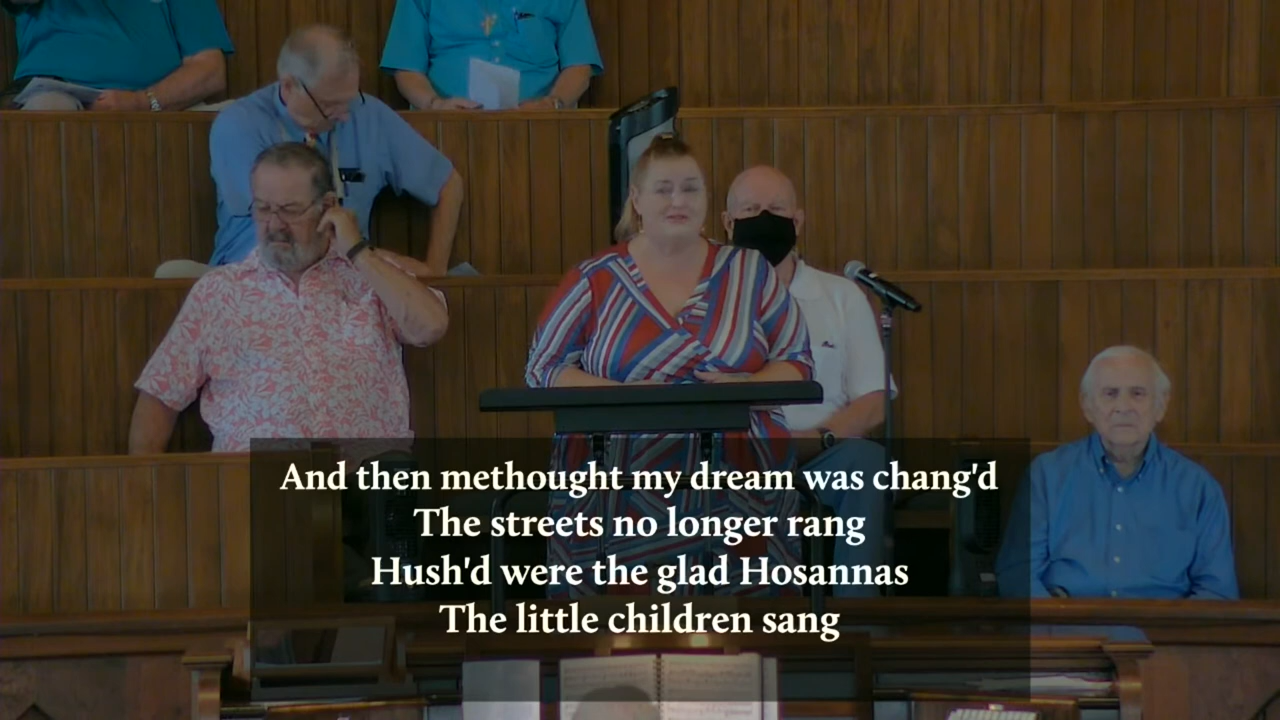 And then methought my dream was chang'd
The streets no longer rang
Hush'd were the glad Hosannas
The little children sang